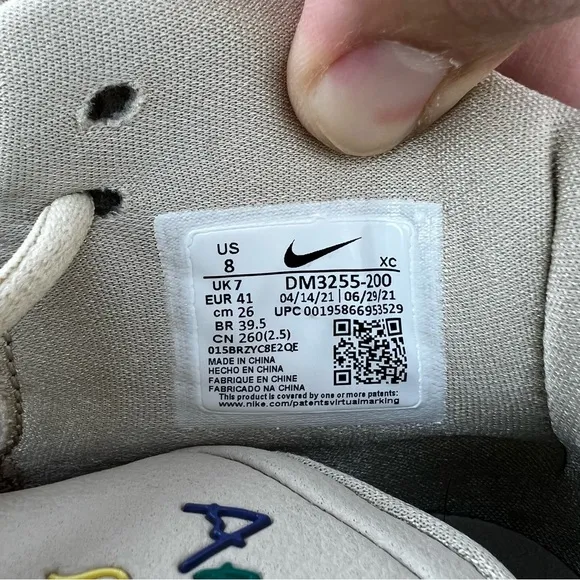 US
8
XC
UK 7 DM3255-200
EUR 41 04/14/21 | 06/29/21
cm 26 UPC 00195866953529
BR 39.5
CN 260(2.5)
015BRZYC8E2QE
MADE IN CHINA
HECHO EN CHINA
FABRIQUE EN CHINE
FABRICADO NA CHINA
This product is covered by one or more patents
www.nike.com/patentsvirtualmarking
A